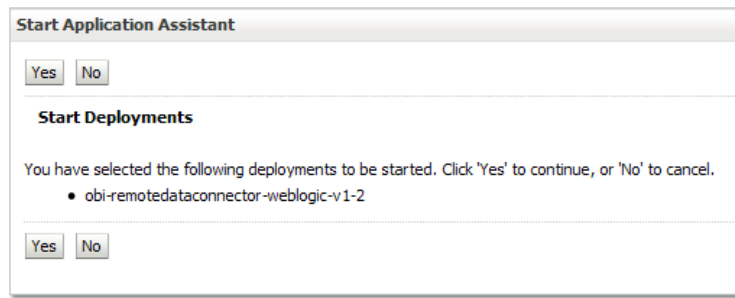 Start Application Assistant
Yes No
Start Deployments
You have selected the following deployments to be started. Click 'Yes' to continue, or 'No' to cancel.
• obi-remotedataconnector-weblogic-v1-2
Yes No